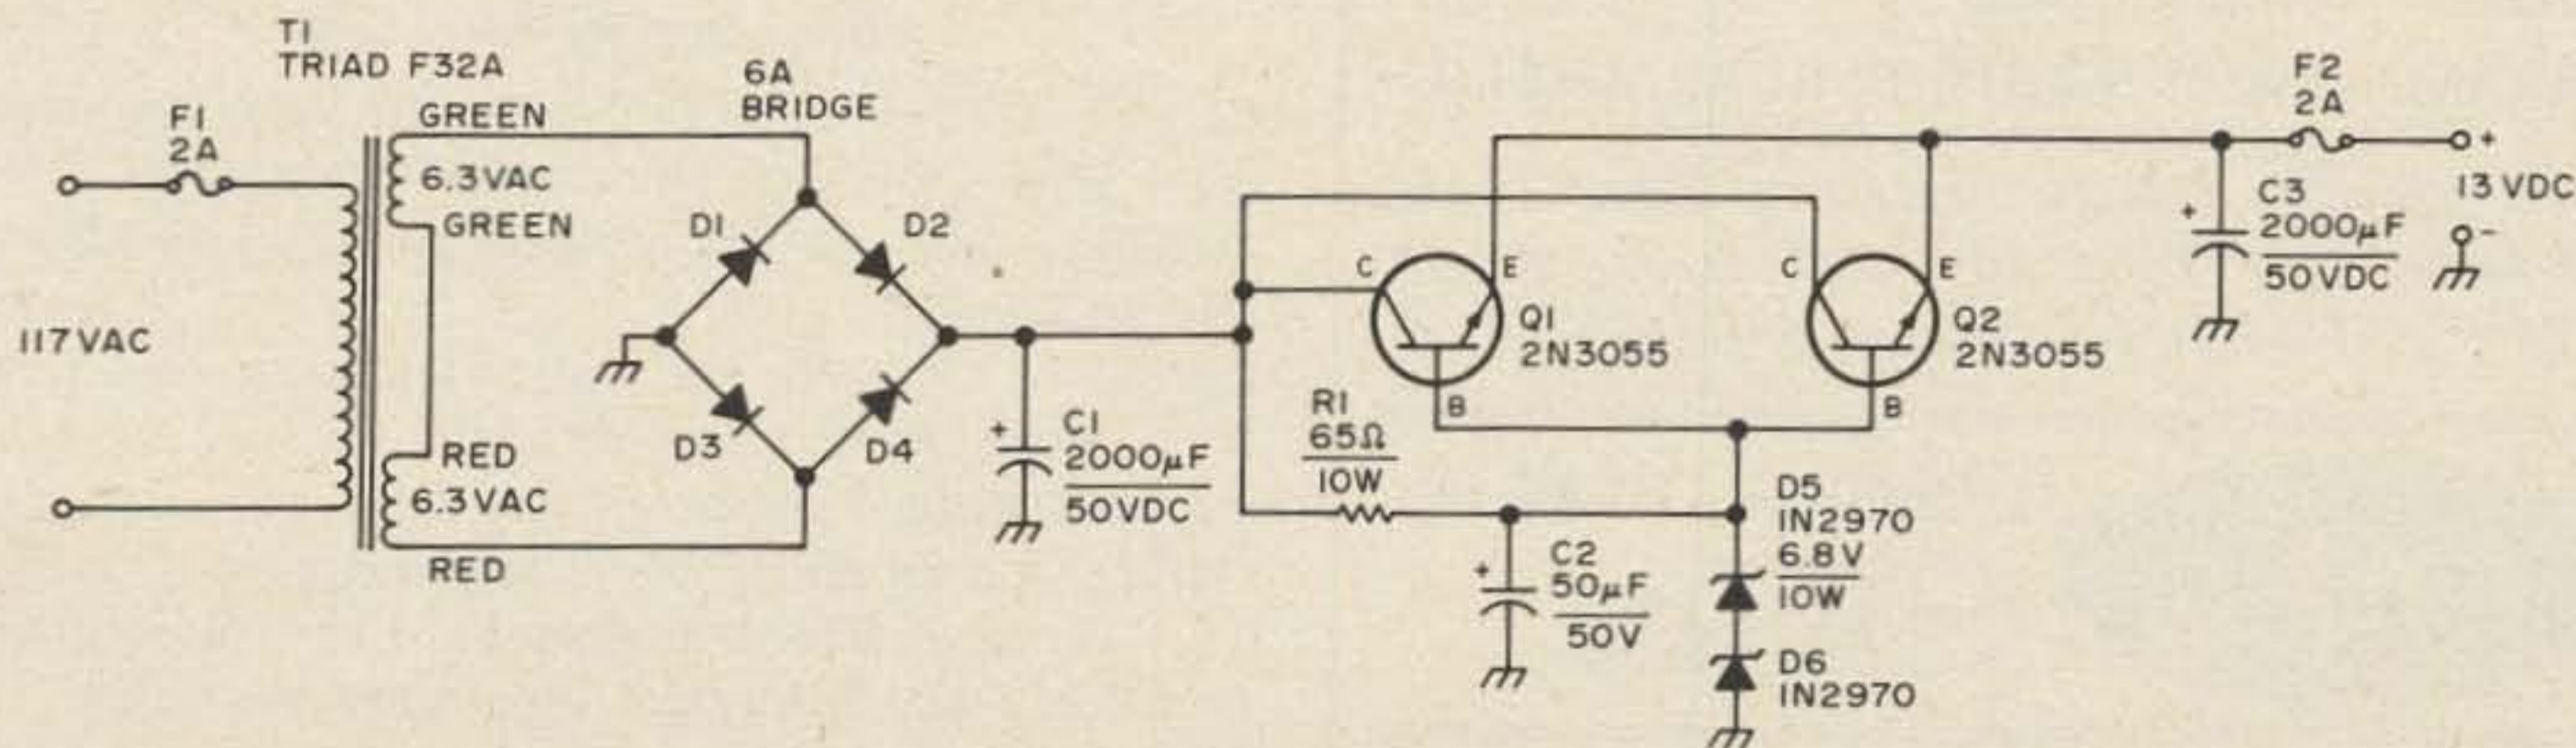 T1
TRIAD F32A
F1
2A
117VAC
GREEN
6.3VAC
GREEN
RED
6.3VAC
RED
6A
BRIDGE
D1
D2
D3
D4
+
C1
2000µF
50VDC
C
E
B
Q1
2N3055
R1
65Ω
10W
+
C2
50µF
50V
C
E
B
Q2
2N3055
D5
1N2970
6.8V
10W
D6
1N2970
+
C3
2000µF
50VDC
F2
2A
+
13 VDC
-